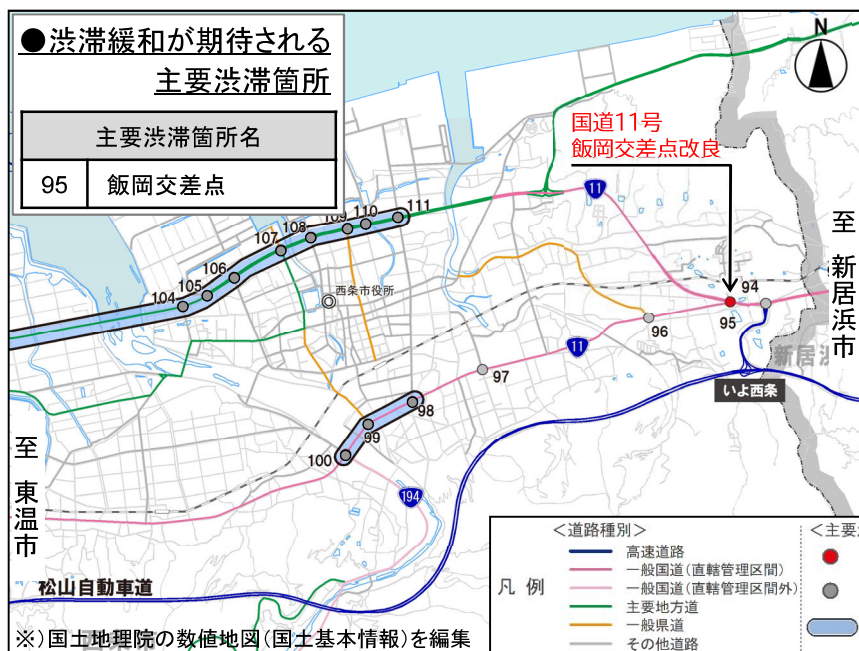 ●渋滞緩和が期待される
主要渋滞箇所
主要渋滞箇所名
95 飯岡交差点
N
国道11号
飯岡交差点改良
11
111
110
109
108
107
106
105
104
西条市役所
94
95
96
97
11
98
99
100
194
至 新居浜市
新居浜
いよ西条
至 東温市
松山自動車道
※)国土地理院の数値地図(国土基本情報)を編集
凡例
<道路種別>
高速道路
一般国道(直轄管理区間)
一般国道(直轄管理区間外)
主要地方道
一般県道
その他道路
<主要